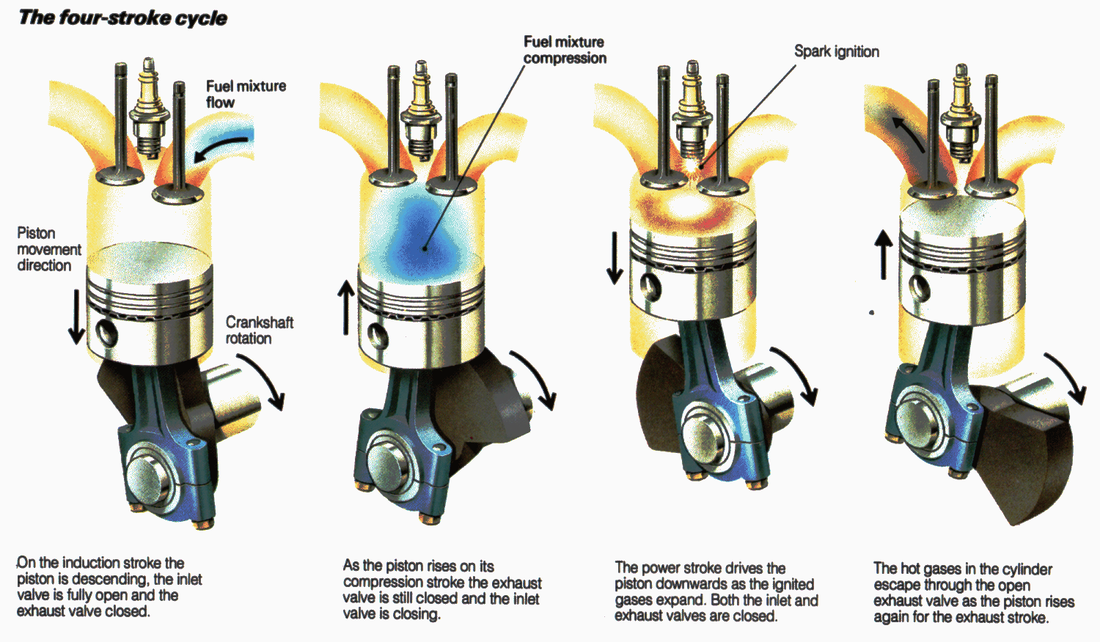 The four-stroke cycle
Fuel mixture
flow
Fuel mixture
compression
Spark ignition
Piston
movement
direction
Crankshaft
rotation
On the induction stroke the
piston is descending, the inlet
valve is fully open and the
exhaust valve closed.
As the piston rises on its
compression stroke the exhaust
valve is still closed and the inlet
valve is closing.
The power stroke drives the
piston downwards as the ignited
gases expand. Both the inlet and
exhaust valves are closed.
The hot gases in the cylinder
escape through the open
exhaust valve as the piston rises
again for the exhaust stroke.